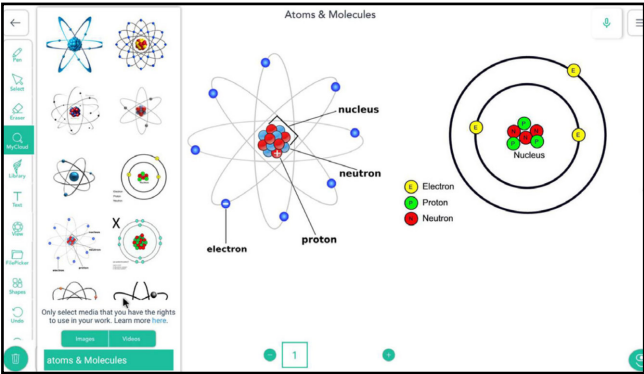 Atoms & Molecules
Pen
Select
Eraser
MyCloud
Library
Text
View
FilePicker
Shapes
Undo
X
Only select media that you have the rights
to use in your work. Learn more here.
Images
Videos
atoms & Molecules
nucleus
neutron
proton
electron
E
E
E
P
N
N
P
N
P
Nucleus
E Electron
P Proton
N Neutron
1